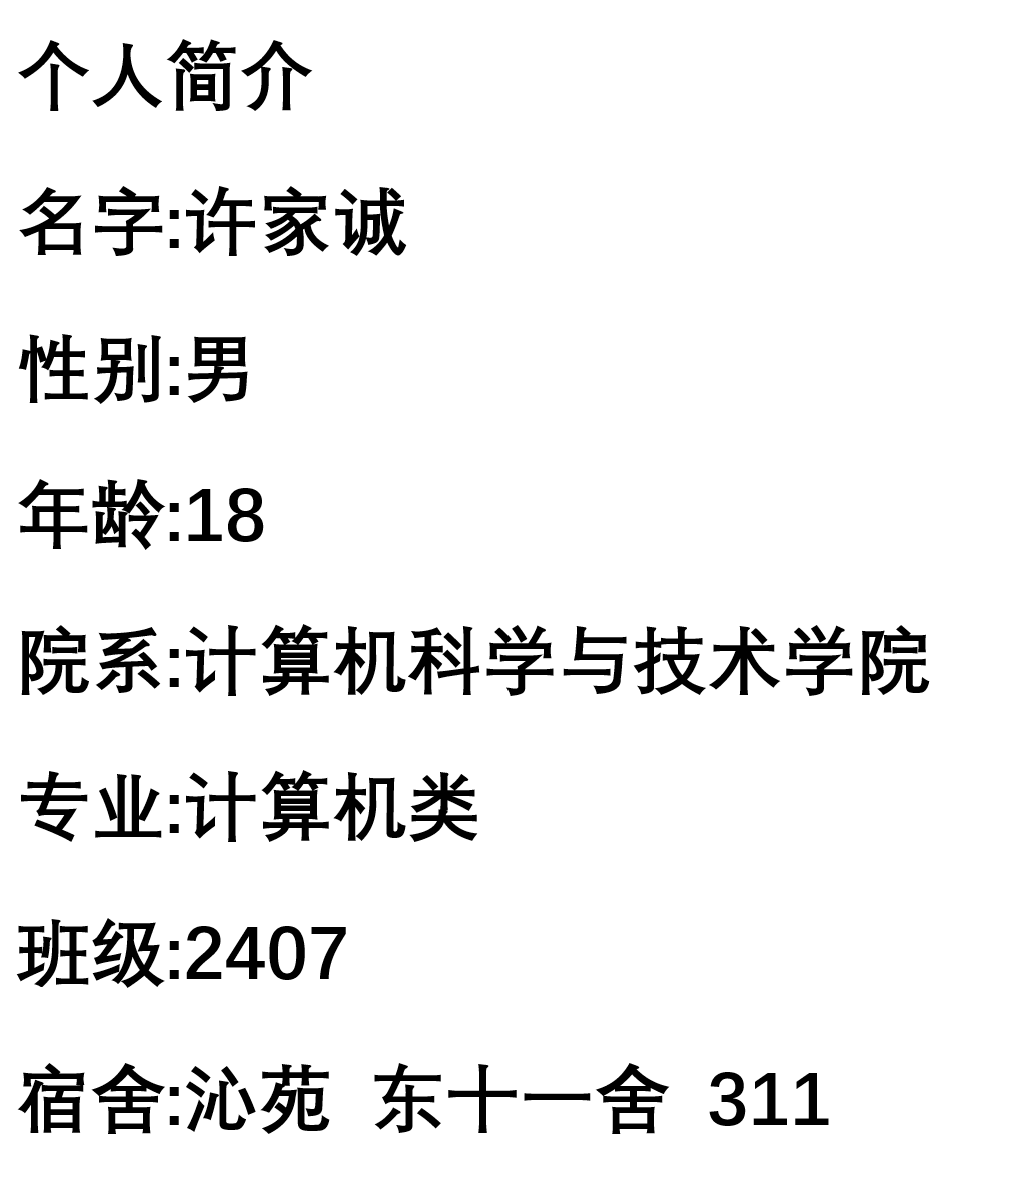 个人简介
名字:许家诚
性别:男
年龄:18
院系:计算机科学与技术学院
专业:计算机类
班级:2407
宿舍:沁苑 东十一舍 311